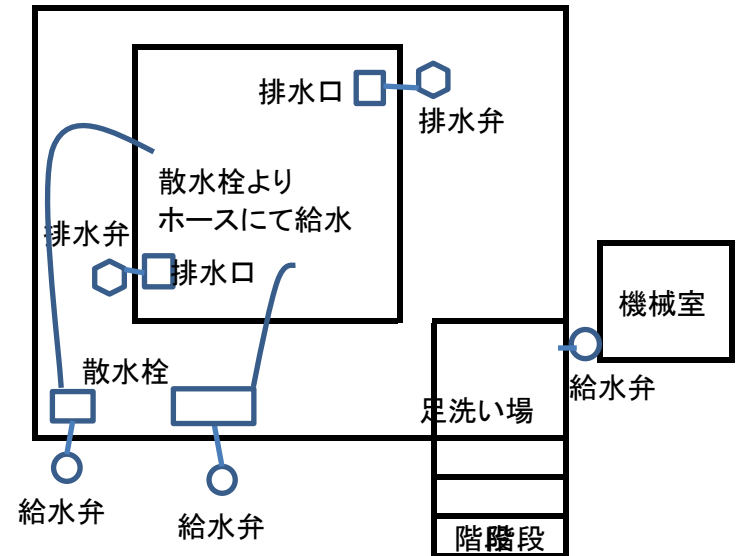 排水口
排水弁
散水栓より
ホースにて給水
排水弁
排水口
機械室
散水栓
給水弁
足洗い場
給水弁
給水弁
階段
階段